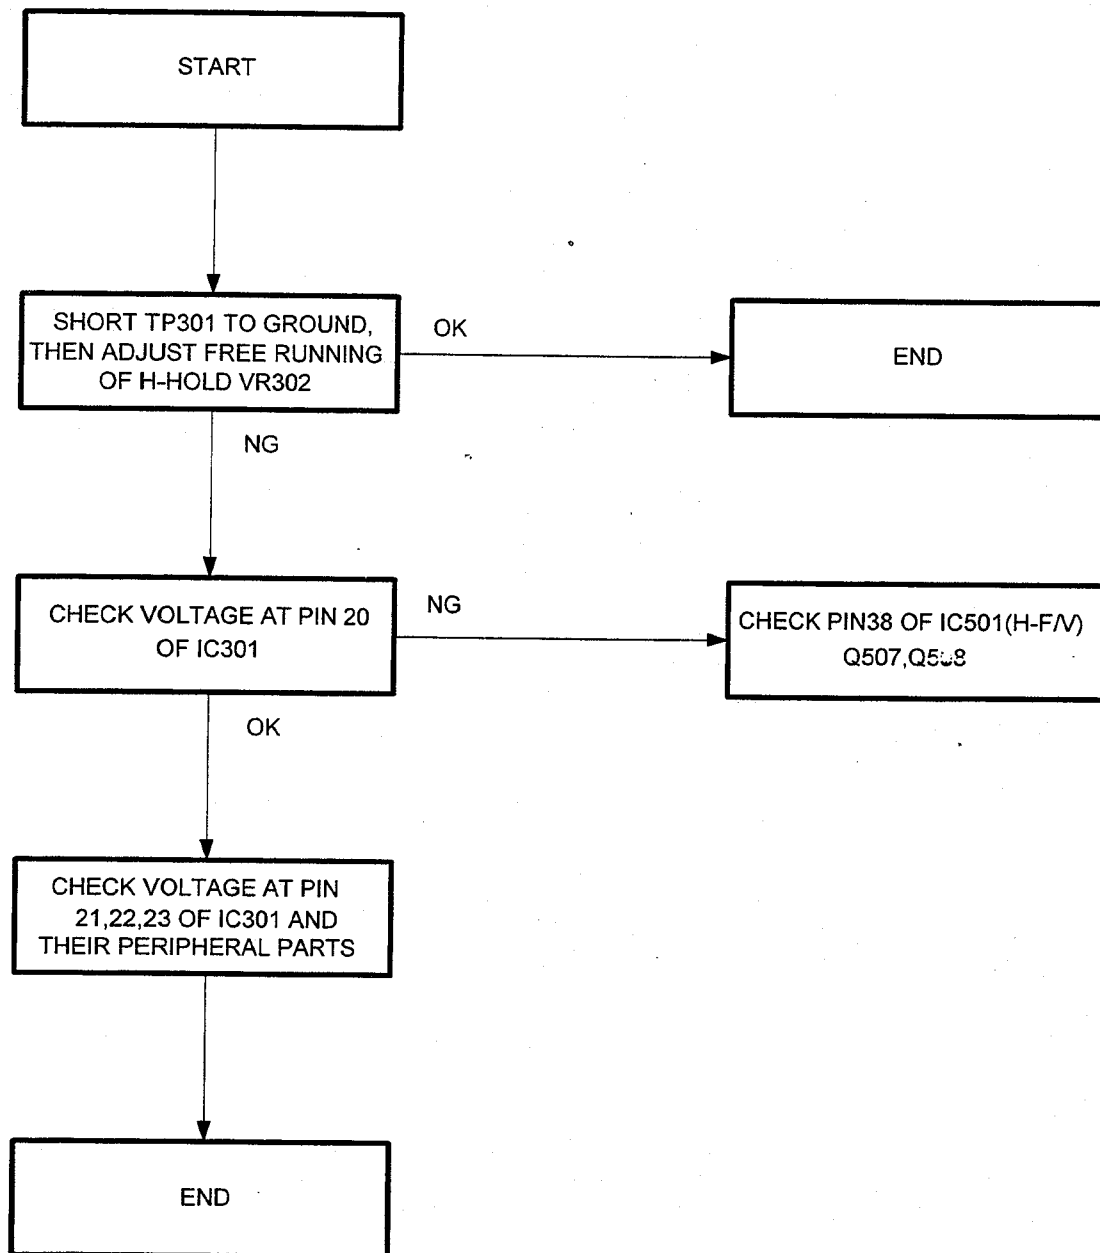 START
SHORT TP301 TO GROUND,
THEN ADJUST FREE RUNNING
OF H-HOLD VR302
OK
END
NG
CHECK VOLTAGE AT PIN 20
OF IC301
NG
CHECK PIN38 OF IC501(H-F/V)
Q507,Q508
OK
CHECK VOLTAGE AT PIN
21,22,23 OF IC301 AND
THEIR PERIPHERAL PARTS
END